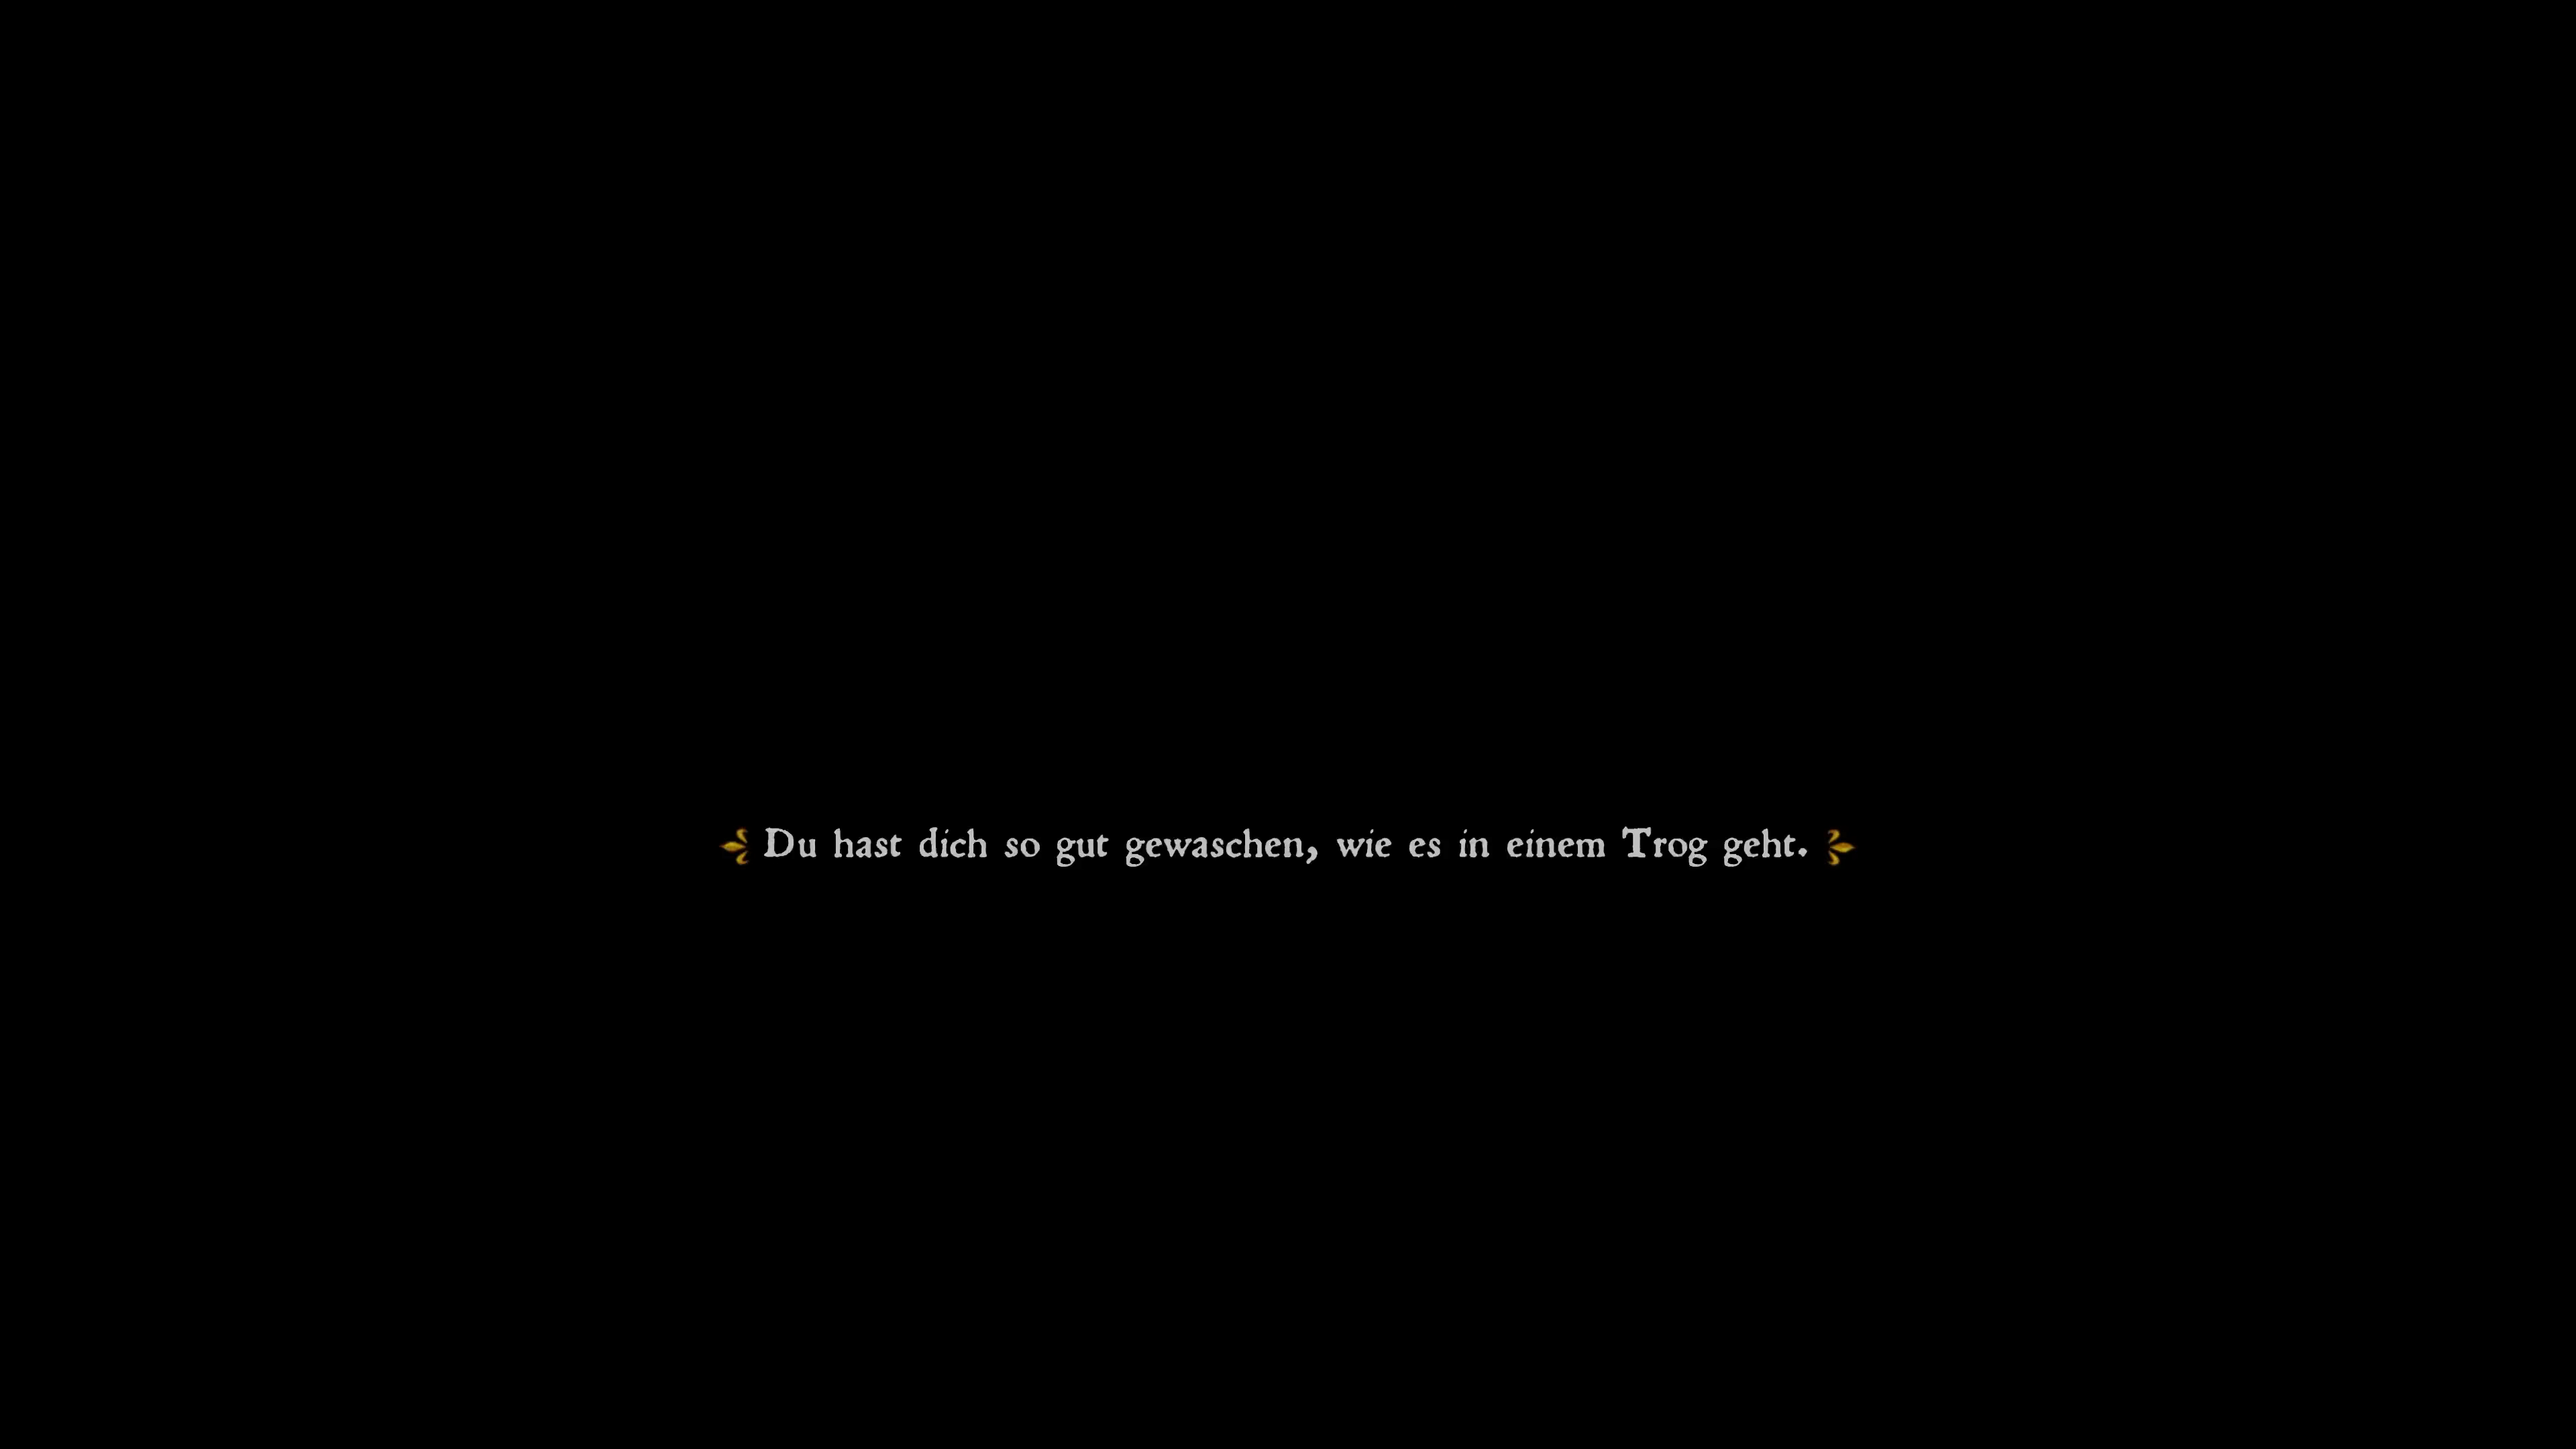 Du hast dich so gut gewaschen, wie es in einem Trog geht.